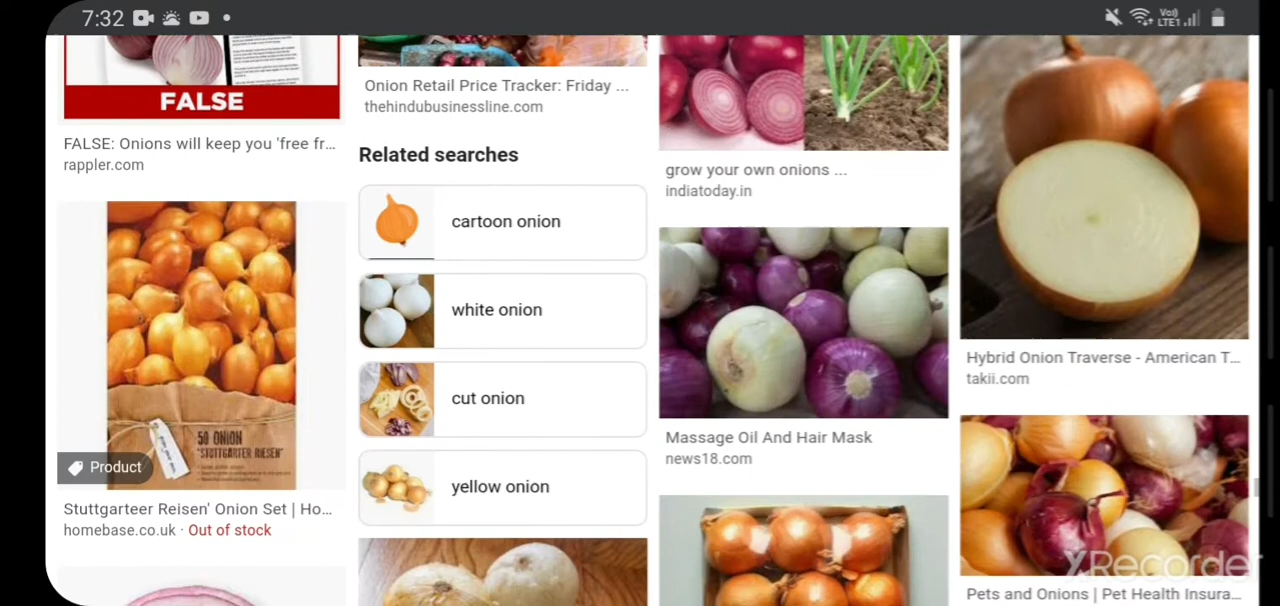 7:32
Vo))
LTE1
FALSE
FALSE: Onions will keep you 'free fr...
rappler.com
50 ONION
"STUTTGARTER RIESEN"
Product
Stuttgarteer Reisen' Onion Set | Ho...
homebase.co.uk · Out of stock
Onion Retail Price Tracker: Friday ...
thehindubusinessline.com
Related searches
cartoon onion
white onion
cut onion
yellow onion
grow your own onions ...
indiatoday.in
Massage Oil And Hair Mask
news18.com
Hybrid Onion Traverse - American T...
takii.com
XRecorder
Pets and Onions | Pet Health Insura...